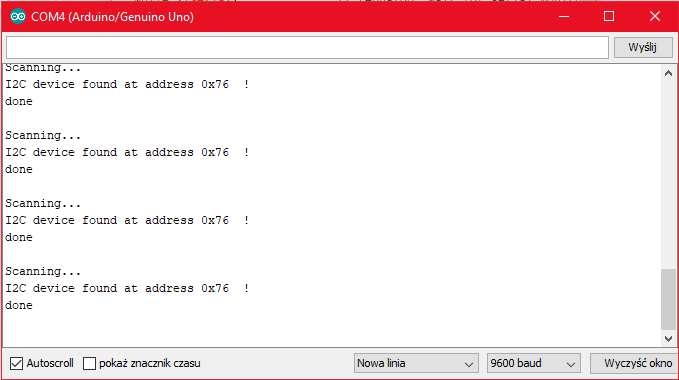 COM4 (Arduino/Genuino Uno)
Wyślij
Scanning...
I2C device found at address 0x76  !
done
Scanning...
I2C device found at address 0x76  !
done
Scanning...
I2C device found at address 0x76  !
done
Scanning...
I2C device found at address 0x76  !
done
Autoscroll pokaż znacznik czasu Nowa linia 9600 baud Wyczyść okno